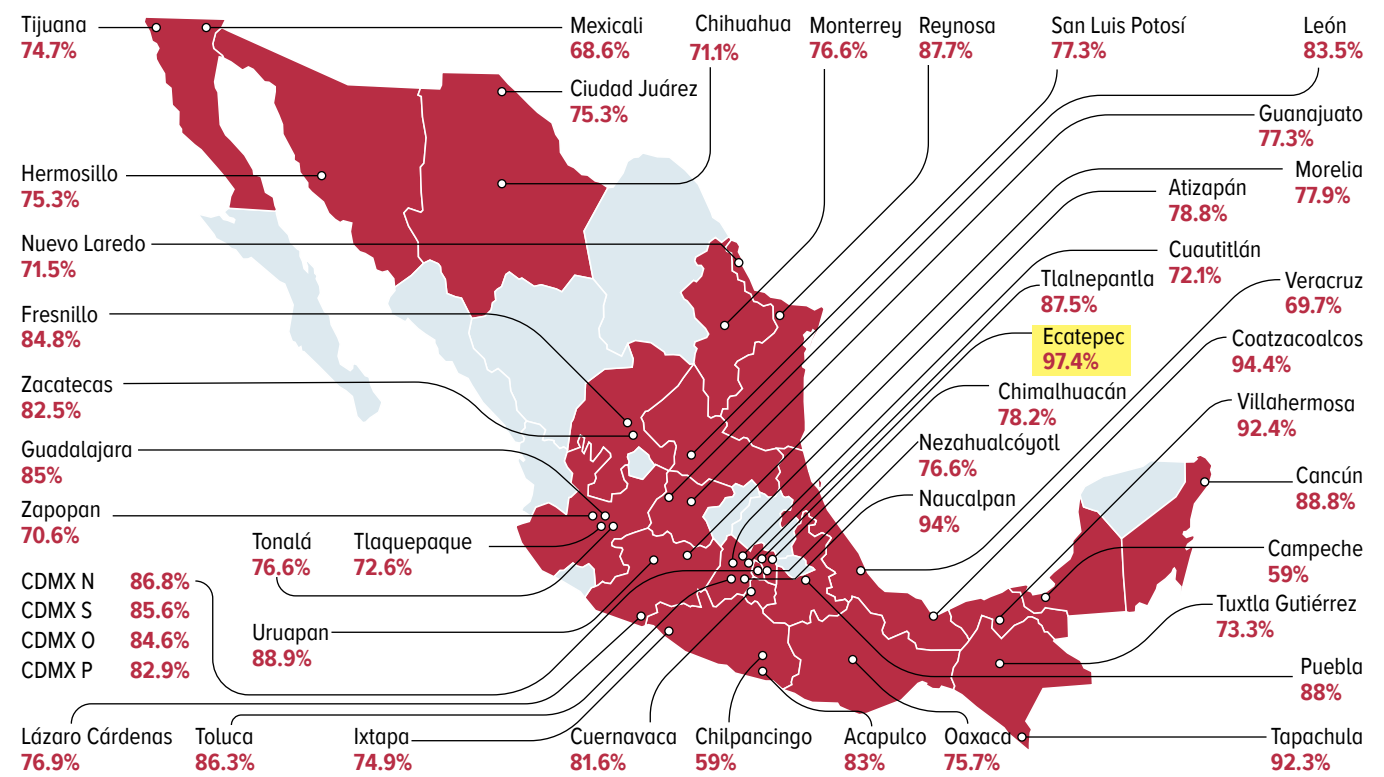 Tijuana
74.7%
Mexicali
68.6%
Chihuahua
71.1%
Monterrey
76.6%
Reynosa
87.7%
San Luis Potosí
77.3%
León
83.5%
Ciudad Juárez
75.3%
Guanajuato
77.3%
Hermosillo
75.3%
Morelia
77.9%
Atizapán
78.8%
Nuevo Laredo
71.5%
Cuautitlán
72.1%
Tlalnepantla
87.5%
Veracruz
69.7%
Fresnillo
84.8%
Ecatepec
97.4%
Coatzacoalcos
94.4%
Zacatecas
82.5%
Chimalhuacán
78.2%
Villahermosa
92.4%
Guadalajara
85%
Nezahualcóyotl
76.6%
Cancún
88.8%
Zapopan
70.6%
Naucalpan
94%
Tonalá
76.6%
Tlaquepaque
72.6%
Campeche
59%
CDMX N 86.8%
CDMX S 85.6%
CDMX O 84.6%
CDMX P 82.9%
Tuxtla Gutiérrez
73.3%
Uruapan
88.9%
Puebla
88%
Lázaro Cárdenas
76.9%
Toluca
86.3%
Ixtapa
74.9%
Cuernavaca
81.6%
Chilpancingo
59%
Acapulco
83%
Oaxaca
75.7%
Tapachula
92.3%